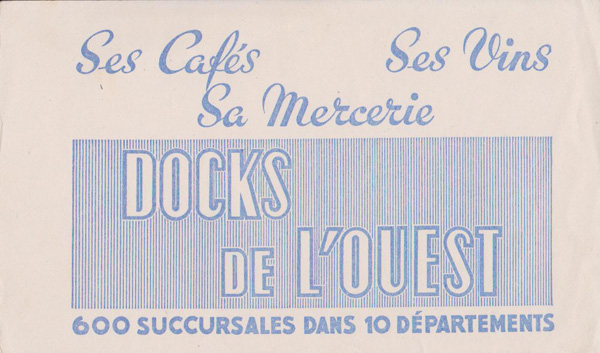 Ses Cafés Ses Vins
Sa Mercerie
DOCKS
DE L'OUEST
600 SUCCURSALES DANS 10 DÉPARTEMENTS